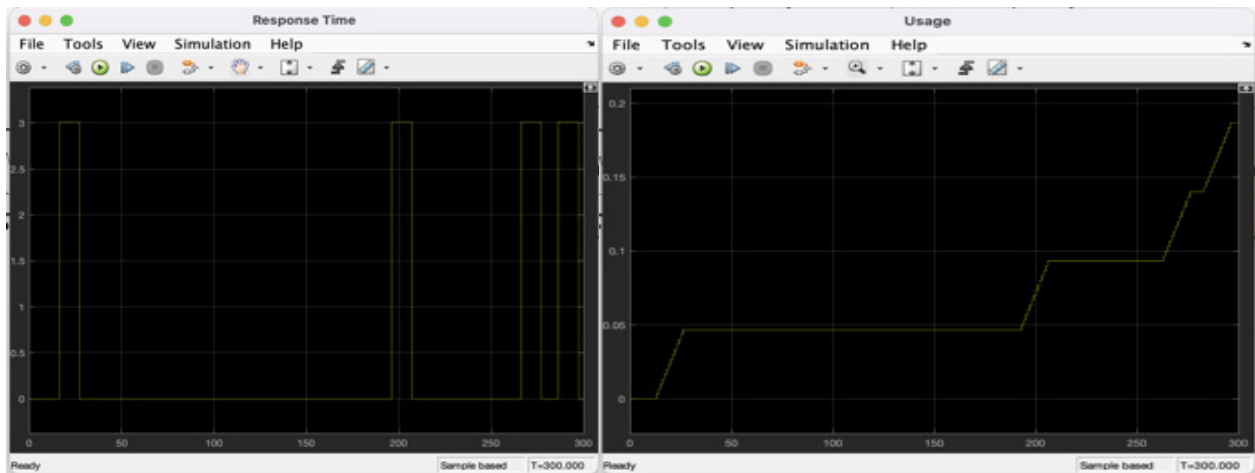 Response Time
File Tools View Simulation Help
3
2.5
2
1.5
1
0.5
0
0 50 100 150 200 250 300
Ready Sample based T=300.000
Usage
File Tools View Simulation Help
0.2
0.15
0.1
0.05
0
0 50 100 150 200 250 300
Ready Sample based T=300.000